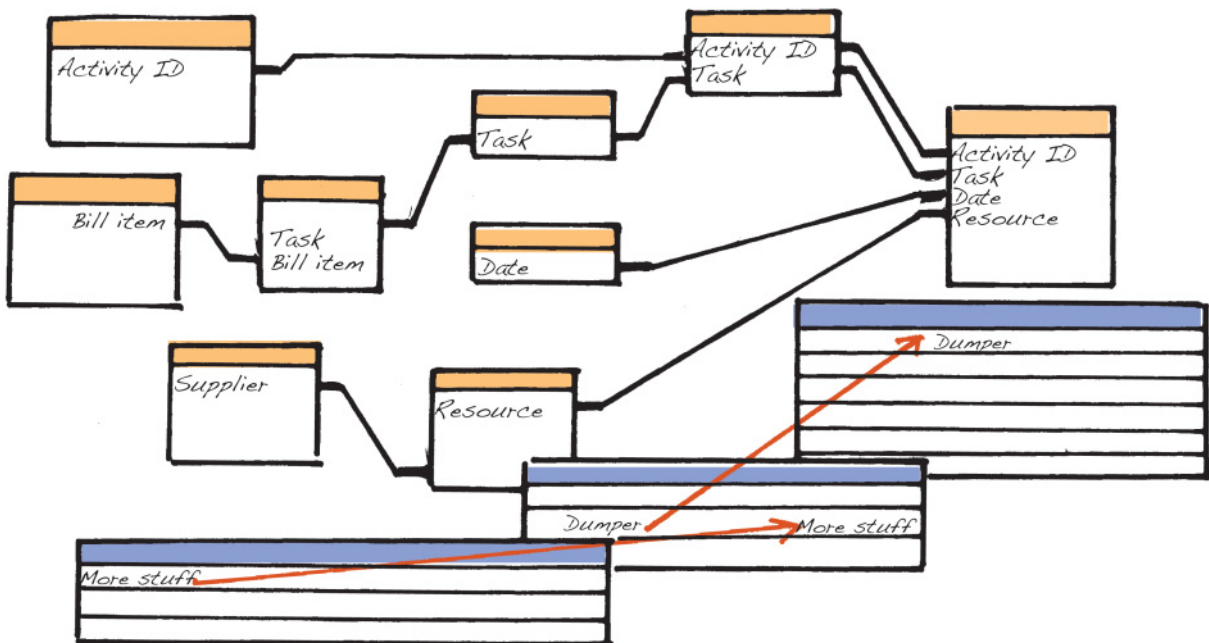 Activity ID
Activity ID
Task
Task
Activity ID
Task
Date
Resource
Bill item
Task
Bill item
Date
Dumper
Supplier
Resource
Dumper
More stuff
More stuff